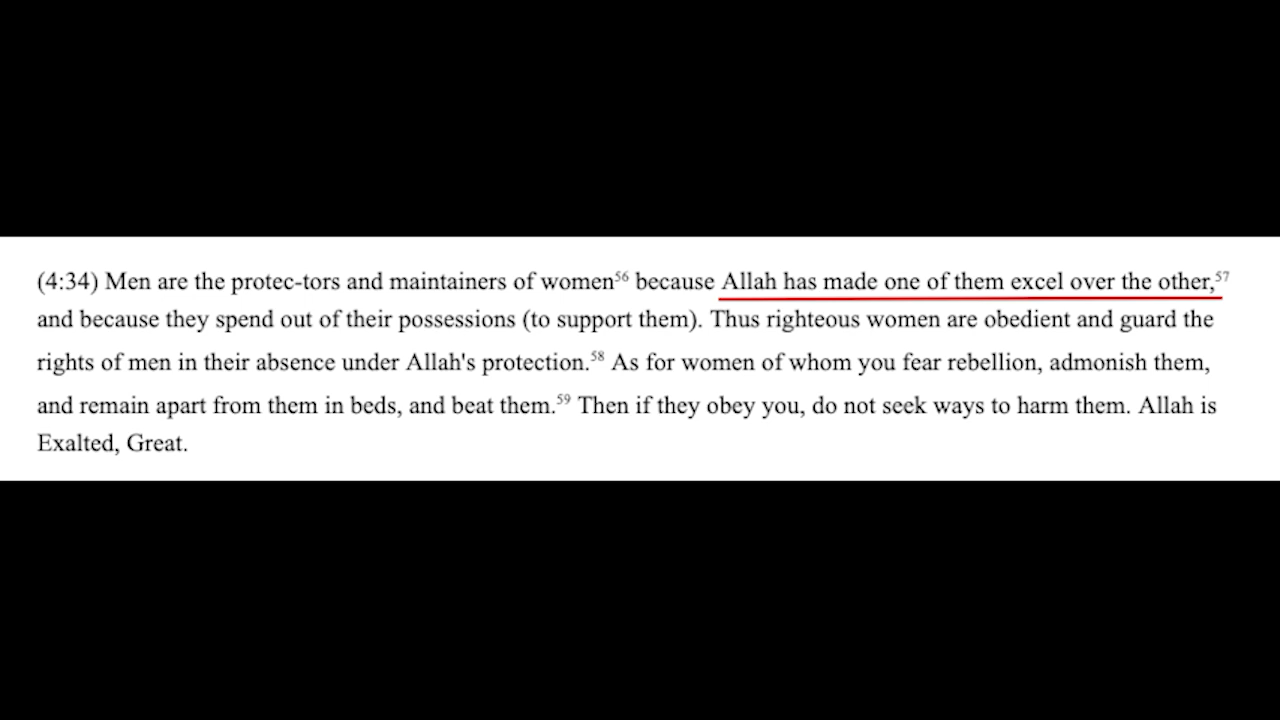 (4:34) Men are the protec-tors and maintainers of women56 because Allah has made one of them excel over the other,57
and because they spend out of their possessions (to support them). Thus righteous women are obedient and guard the
rights of men in their absence under Allah's protection.58 As for women of whom you fear rebellion, admonish them,
and remain apart from them in beds, and beat them.59 Then if they obey you, do not seek ways to harm them. Allah is
Exalted, Great.